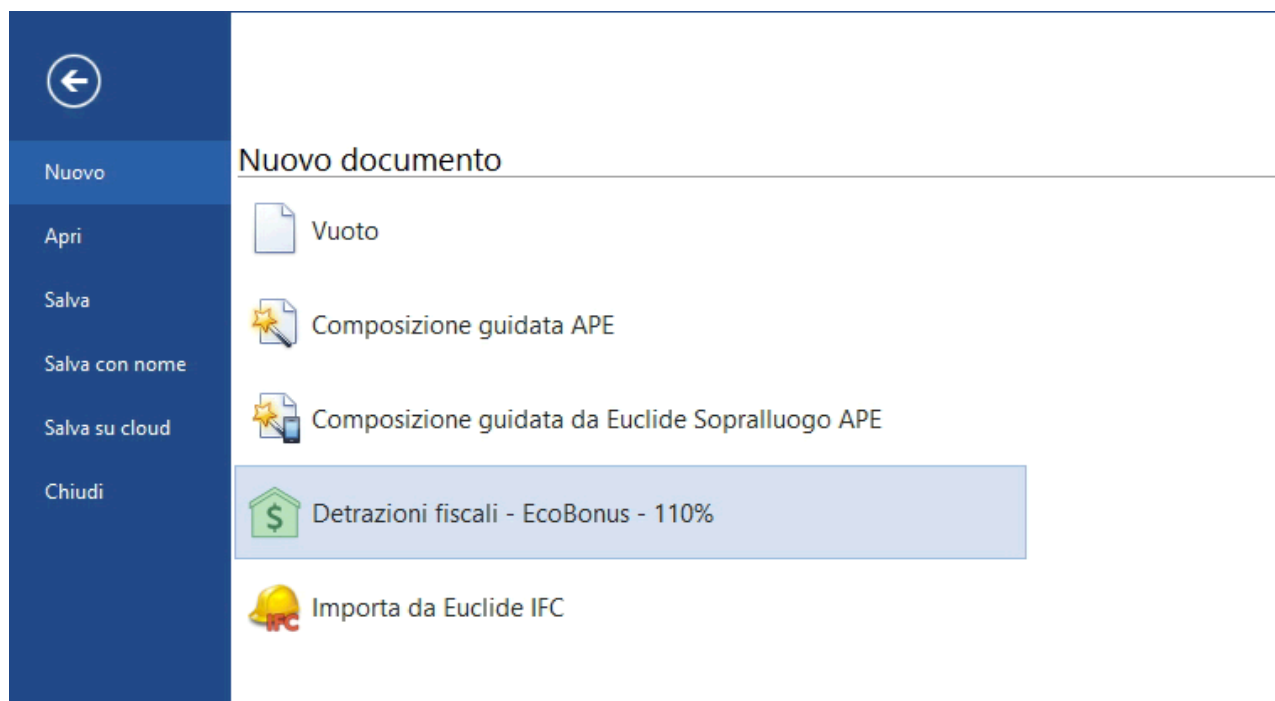 Nuovo
Apri
Salva
Salva con nome
Salva su cloud
Chiudi
Nuovo documento
Vuoto
Composizione guidata APE
Composizione guidata da Euclide Sopralluogo APE
$ Detrazioni fiscali - EcoBonus - 110%
IFC Importa da Euclide IFC